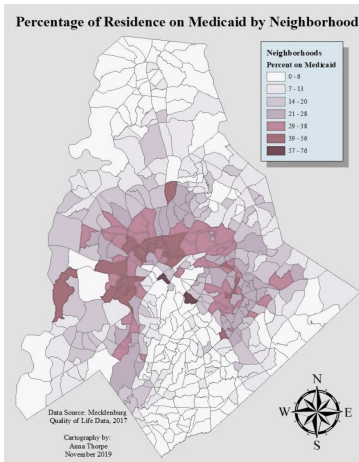 Percentage of Residence on Medicaid by Neighborhood
Neighborhoods
Percent on Medicaid
0 - 6
7 - 13
14 - 20
21 - 28
29 - 38
39 - 56
57 - 76
N
W
E
S
Data Source: Mecklenburg
Quality of Life Data, 2017
Cartography by:
Anna Thorpe
November 2019